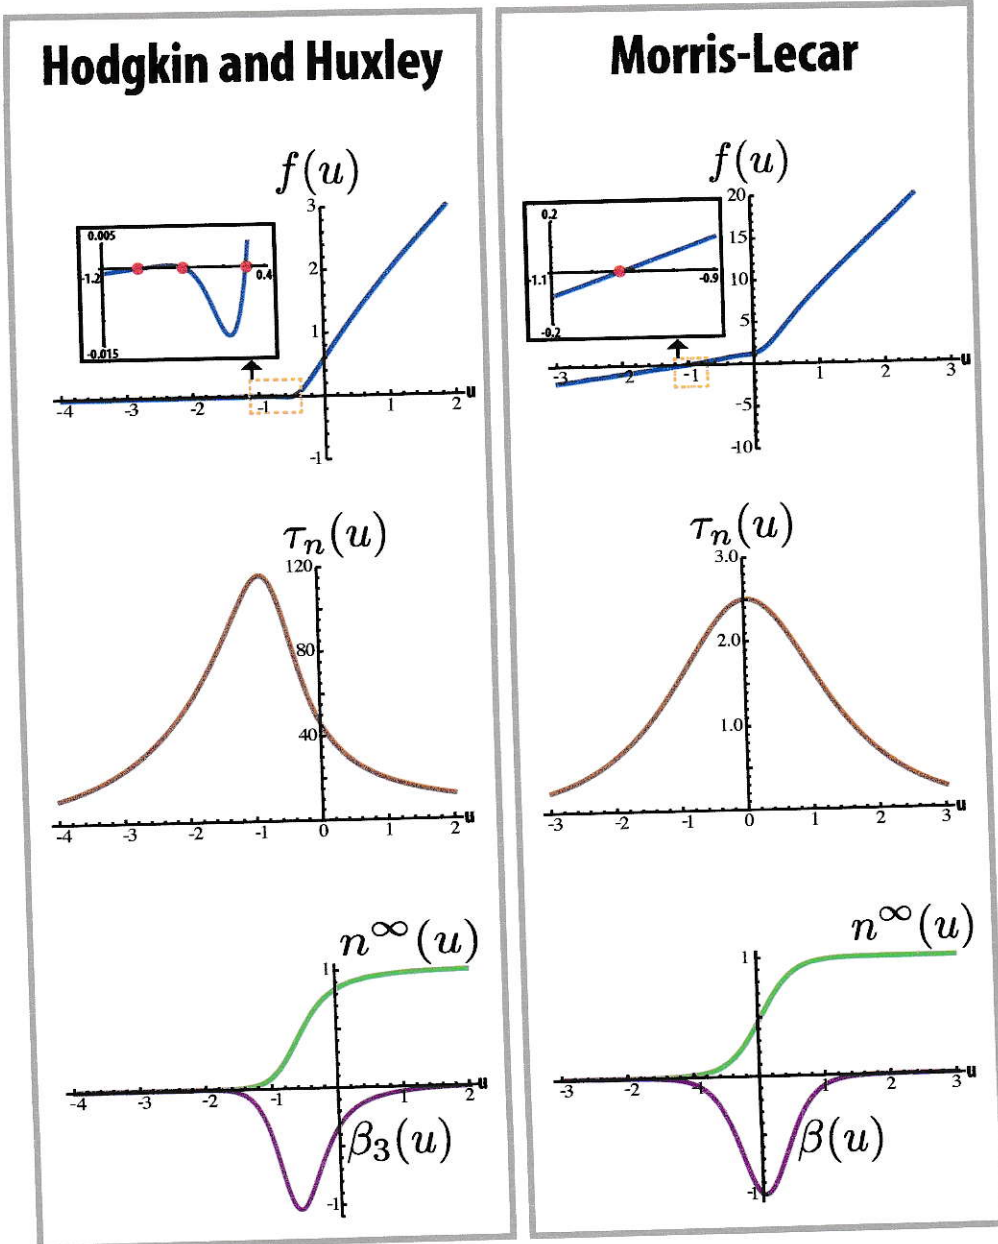 Hodgkin and Huxley
f(u)
3
2
1
-1
-4 -3 -2 -1 1 2 u
0.005
-1.2 0.4
-0.015
τn(u)
120
80
40
-4 -3 -2 -1 0 1 2 u
n∞(u)
1
-4 -3 -2 -1 1 2 u
β3(u)
-1
Morris-Lecar
f(u)
20
15
10
5
-5
-10
-3 2 -1 1 2 3 u
0.2
-1.1 -0.9
-0.2
τn(u)
3.0
2.0
1.0
-3 -2 -1 0 1 2 3 u
n∞(u)
1
-3 -2 -1 1 2 3 u
β(u)
-1